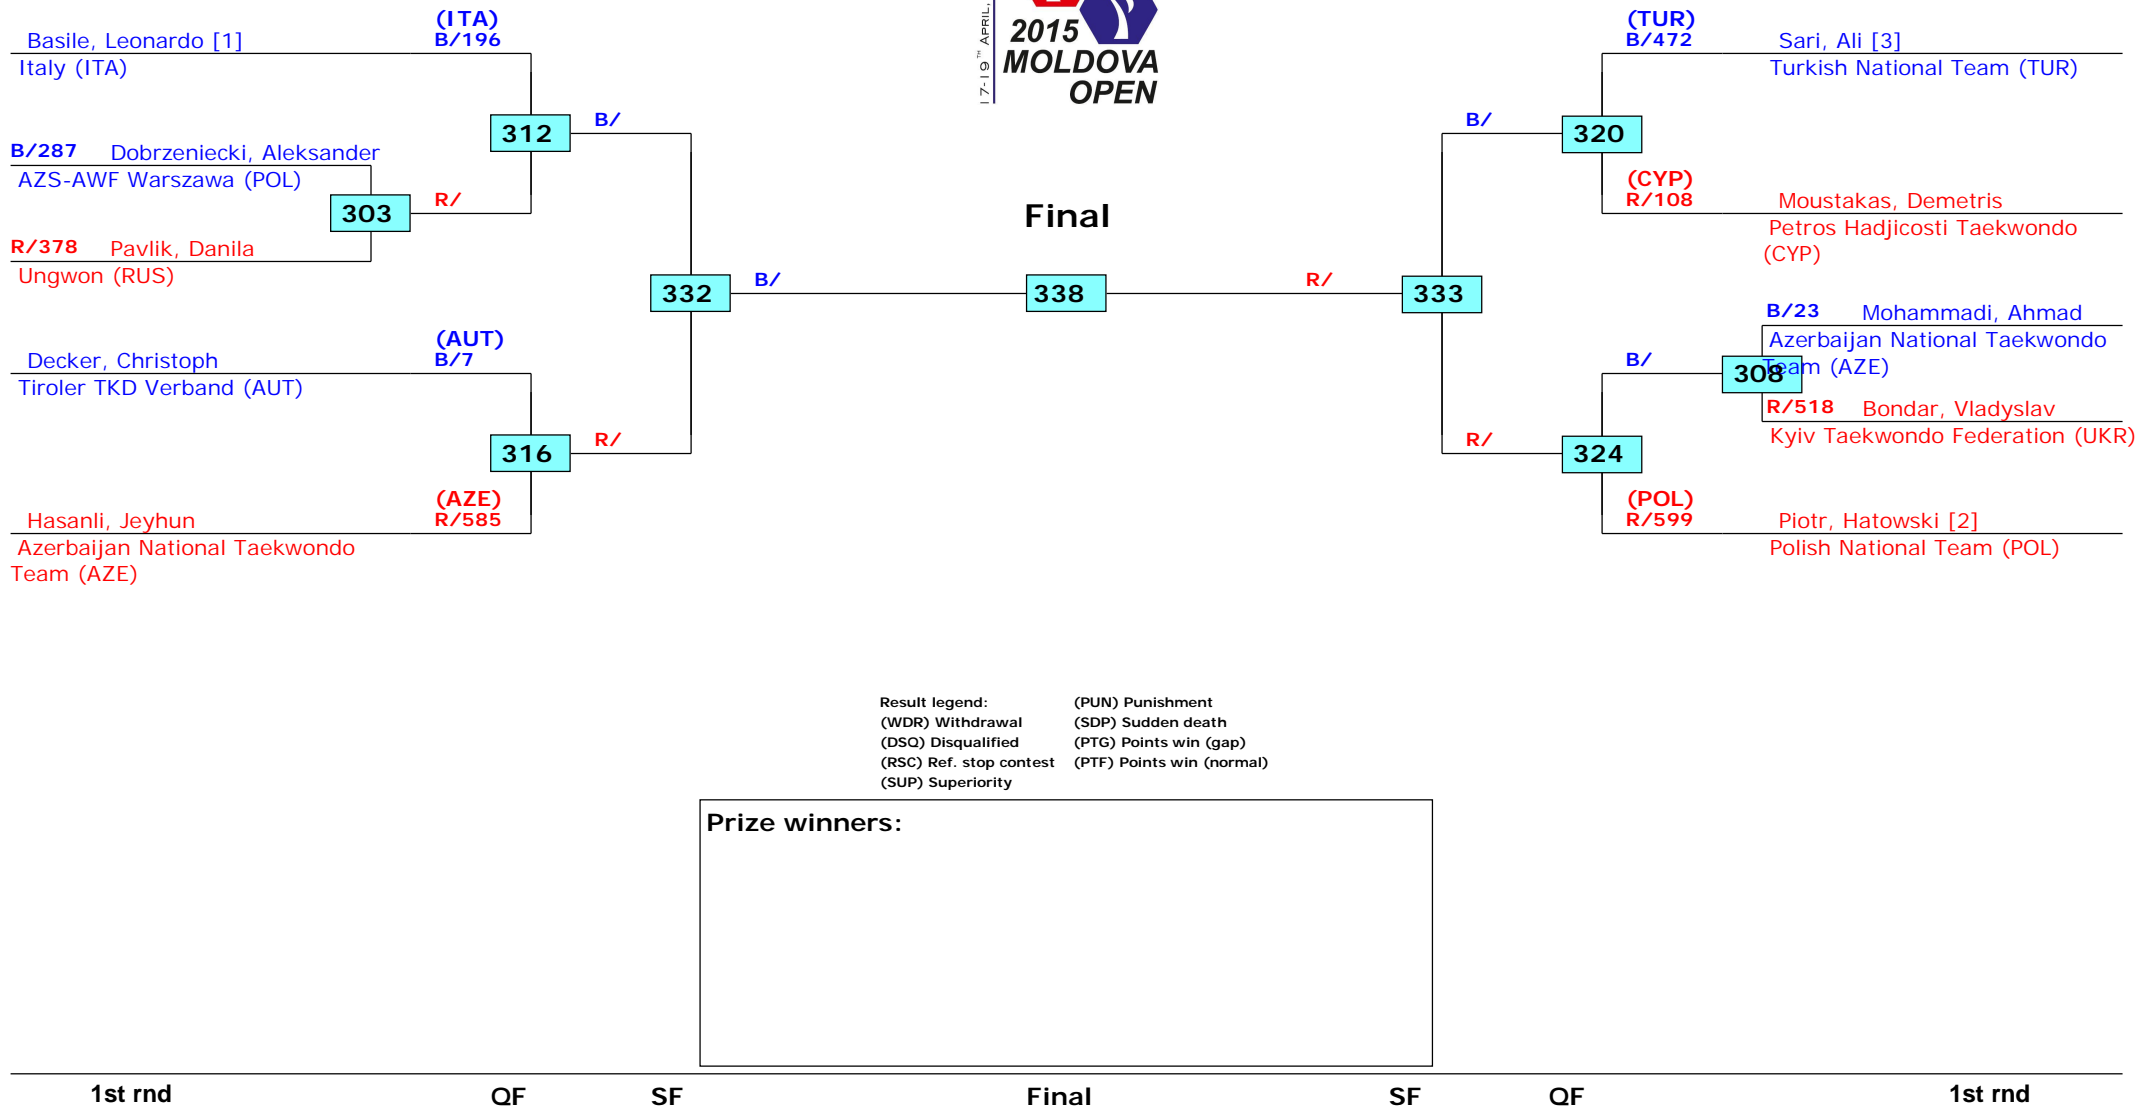 17-19TH APRIL,
2015
MOLDOVA
OPEN
(ITA)
Basile, Leonardo [1] B/196
Italy (ITA)
312
B/
B/287 Dobrzeniecki, Aleksander
AZS-AWF Warszawa (POL)
303
R/
R/378 Pavlik, Danila
Ungwon (RUS)
332
B/
(AUT)
Decker, Christoph B/7
Tiroler TKD Verband (AUT)
316
R/
(AZE)
Hasanli, Jeyhun R/585
Azerbaijan National Taekwondo
Team (AZE)
Final
338
(TUR)
B/472 Sari, Ali [3]
Turkish National Team (TUR)
B/
320
(CYP)
R/108 Moustakas, Demetris
Petros Hadjicosti Taekwondo
(CYP)
R/
333
B/23 Mohammadi, Ahmad
Azerbaijan National Taekwondo
Team (AZE)
B/
308
R/518 Bondar, Vladyslav
Kyiv Taekwondo Federation (UKR)
R/
324
(POL)
R/599 Piotr, Hatowski [2]
Polish National Team (POL)
Result legend: (PUN) Punishment
(WDR) Withdrawal (SDP) Sudden death
(DSQ) Disqualified (PTG) Points win (gap)
(RSC) Ref. stop contest (PTF) Points win (normal)
(SUP) Superiority
Prize winners:
1st rnd QF SF Final SF QF 1st rnd